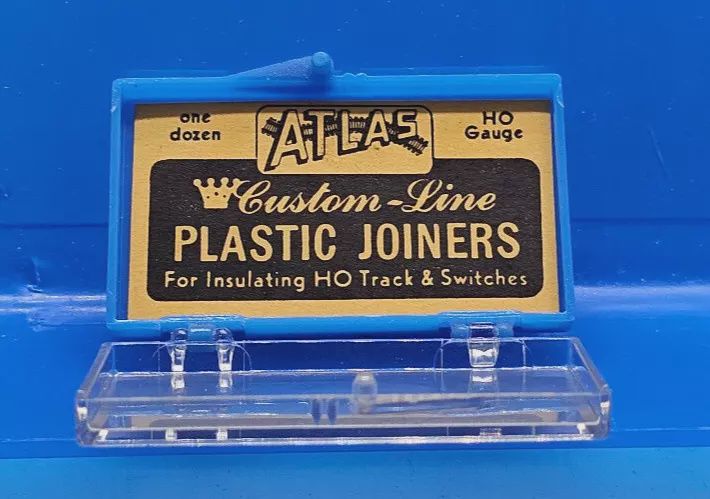 one
dozen
ATLAS
HO
Gauge
Custom-Line
PLASTIC JOINERS
For Insulating HO Track & Switches